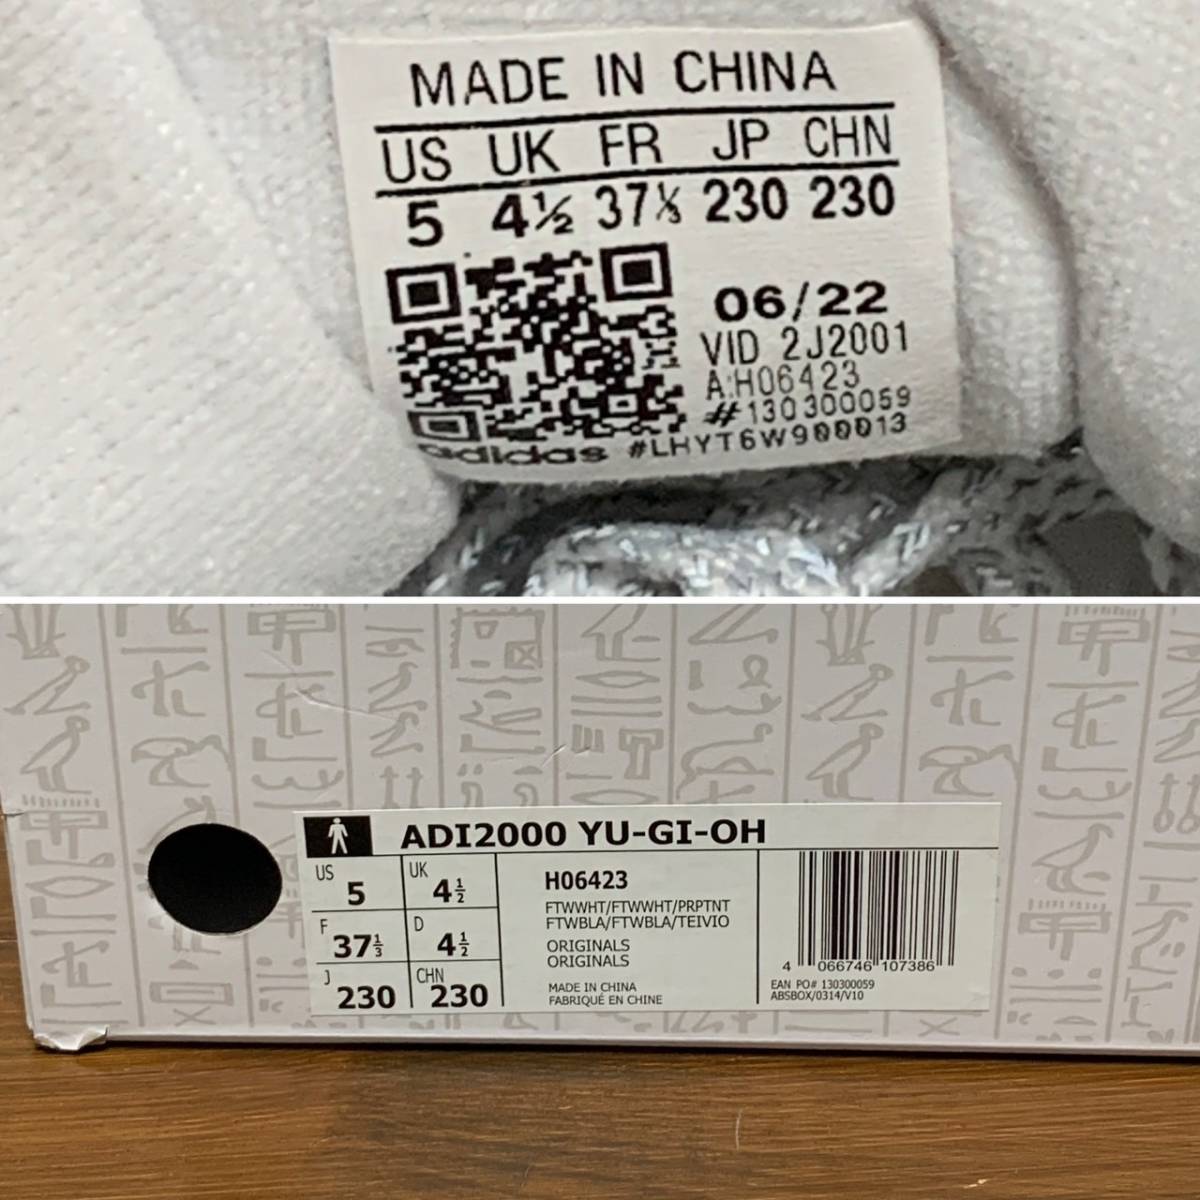 MADE IN CHINA
US UK FR JP CHN
5 4½ 37⅓ 230 230
06/22
VID 2J2001
A:H06423
#130300059
adidas #LHYT6W900013
ADI2000 YU-GI-OH
US 5 UK 4½
F 37⅓ D 4½
J 230 CHN 230
H06423
FTWWHT/FTWWHT/PRPTNT
FTWBLA/FTWBLA/TEIVIO
ORIGINALS
ORIGINALS
MADE IN CHINA
FABRIQUÉ EN CHINE
4 066746 107386
EAN PO# 130300059
ABSBOX/0314/V10